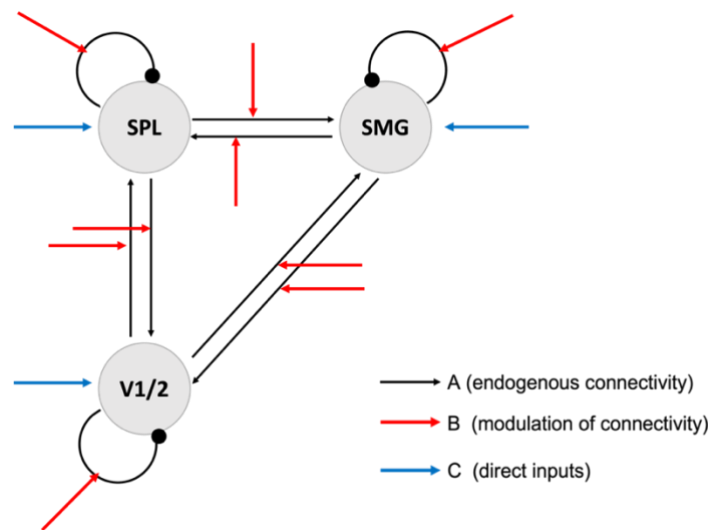 SPL
SMG
V1/2
A (endogenous connectivity)
B (modulation of connectivity)
C (direct inputs)